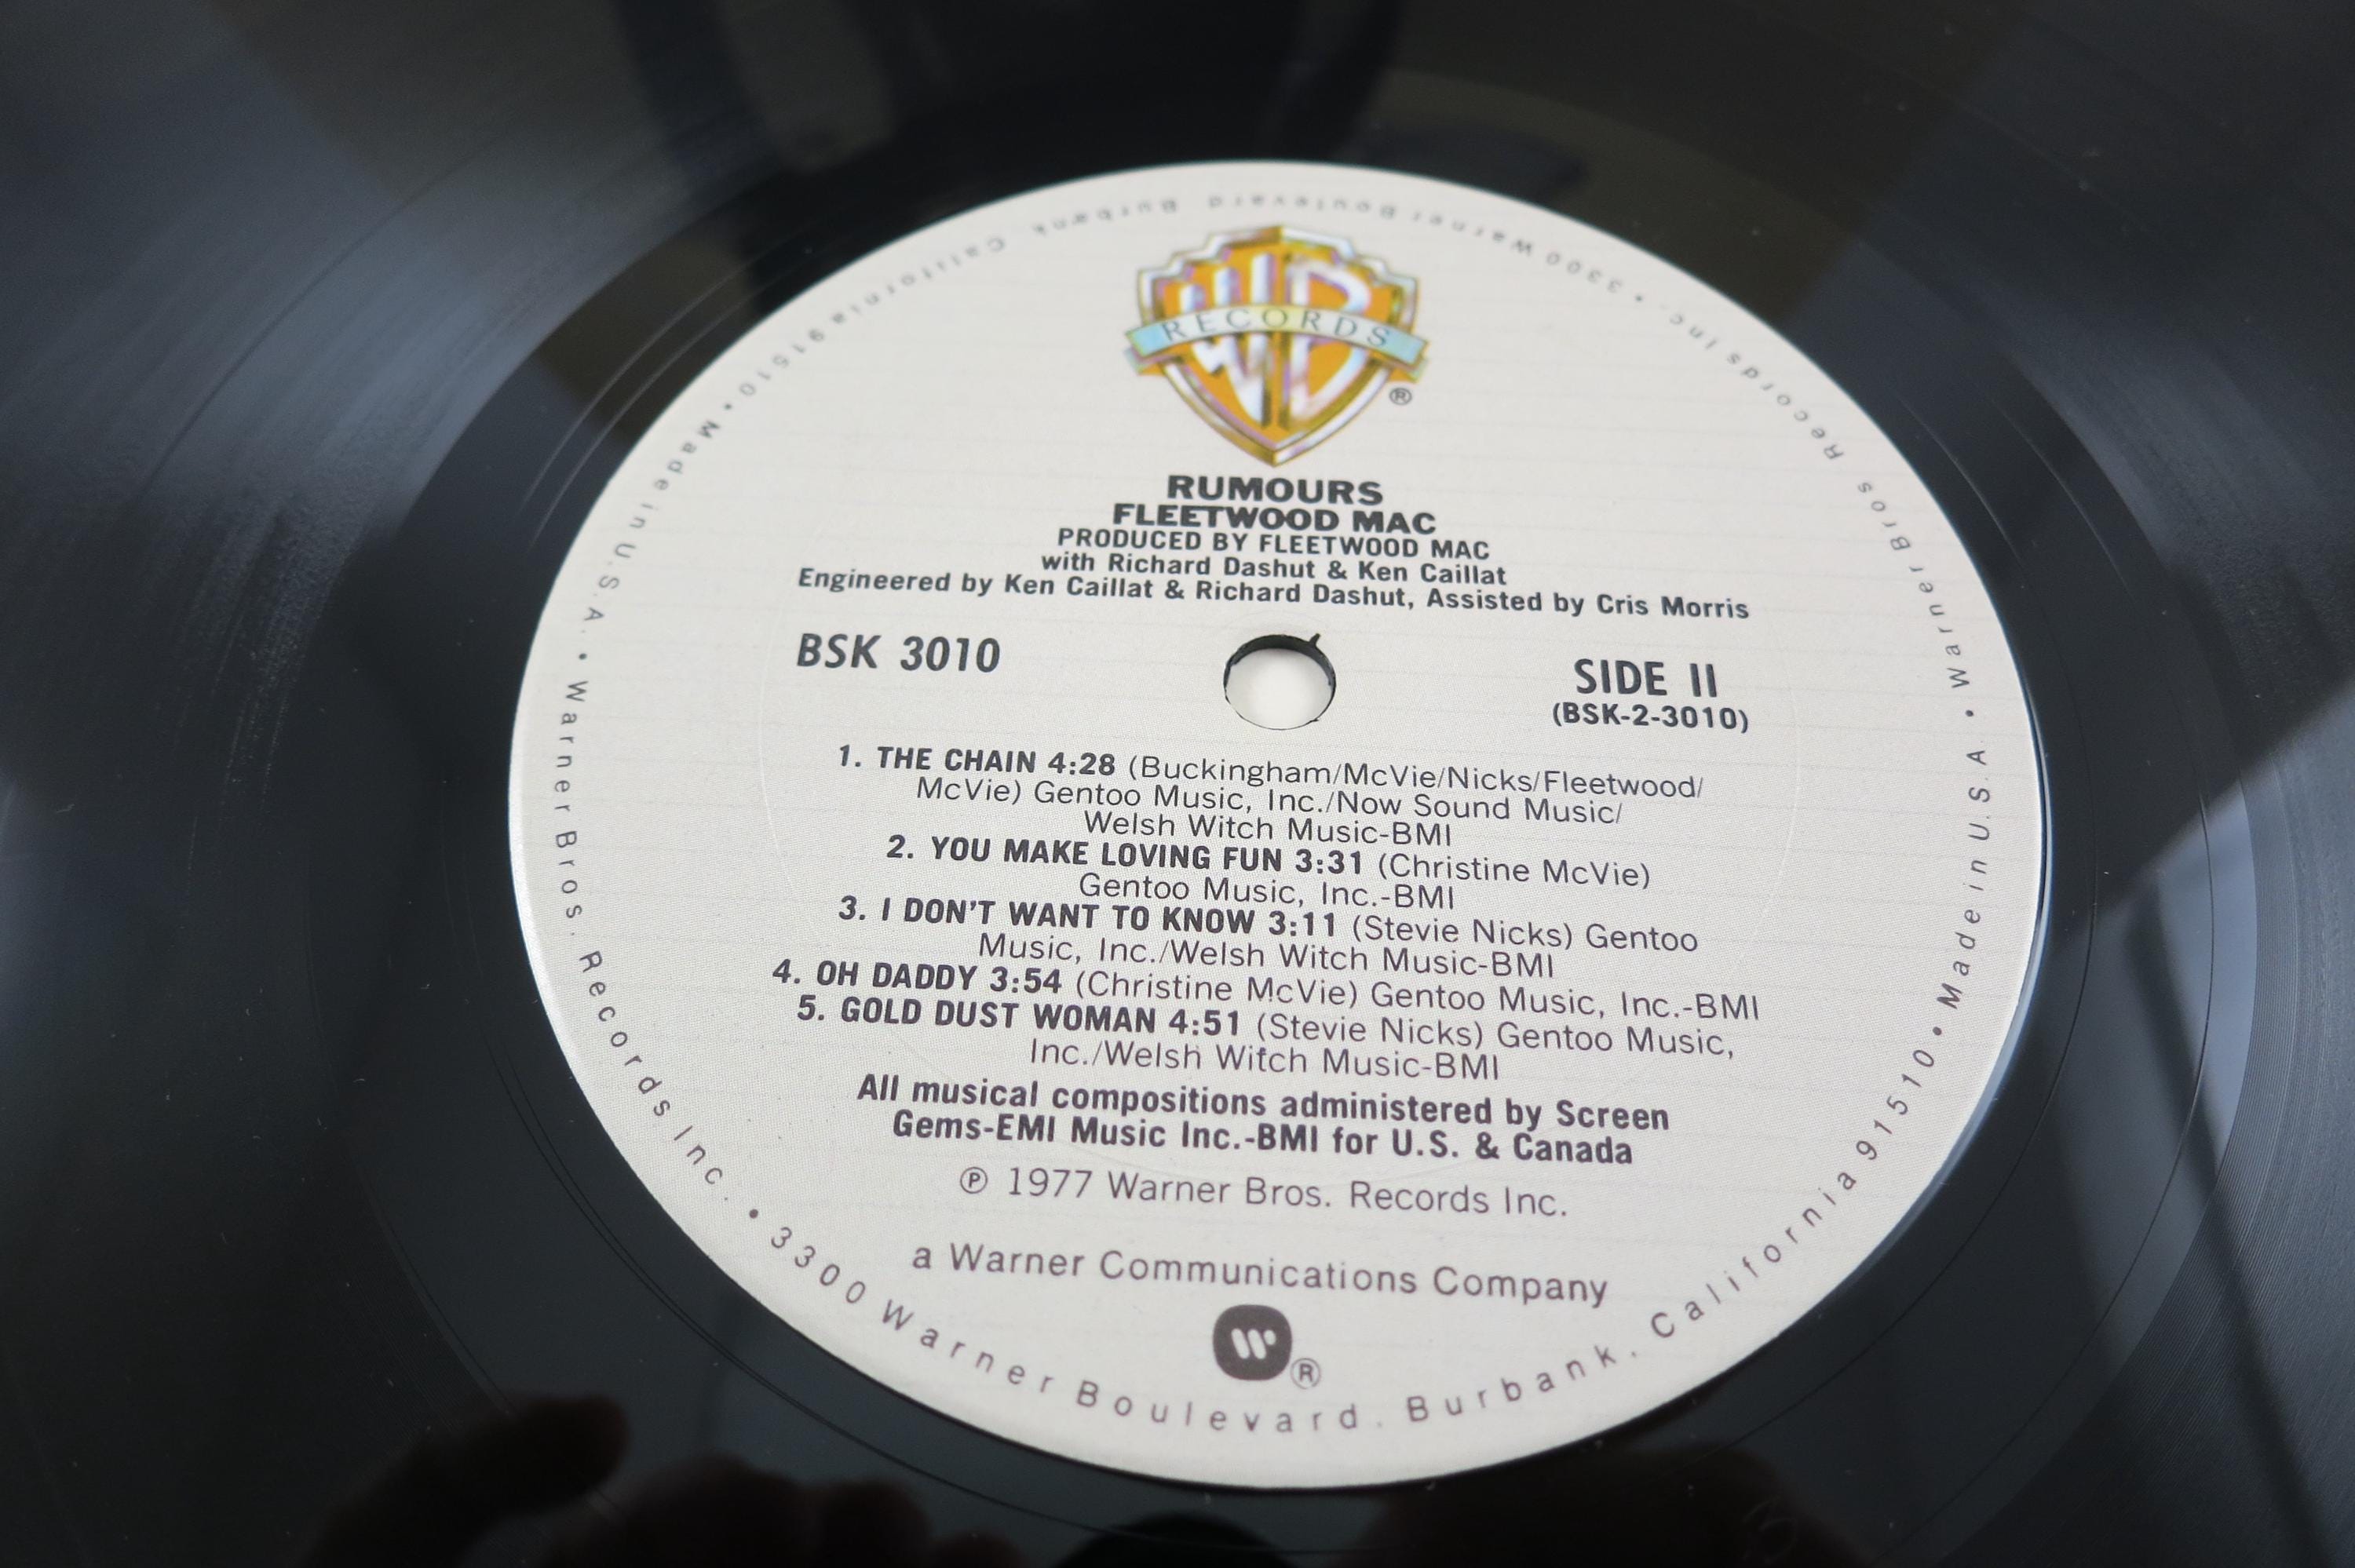 WB
RECORDS
®
RUMOURS
FLEETWOOD MAC
PRODUCED BY FLEETWOOD MAC
with Richard Dashut & Ken Caillat
Engineered by Ken Caillat & Richard Dashut, Assisted by Cris Morris
BSK 3010
SIDE II
(BSK-2-3010)
1. THE CHAIN 4:28 (Buckingham/McVie/Nicks/Fleetwood/
McVie) Gentoo Music, Inc./Now Sound Music/
Welsh Witch Music-BMI
2. YOU MAKE LOVING FUN 3:31 (Christine McVie)
Gentoo Music, Inc.-BMI
3. I DON'T WANT TO KNOW 3:11 (Stevie Nicks) Gentoo
Music, Inc./Welsh Witch Music-BMI
4. OH DADDY 3:54 (Christine McVie) Gentoo Music, Inc.-BMI
5. GOLD DUST WOMAN 4:51 (Stevie Nicks) Gentoo Music,
Inc./Welsh Witch Music-BMI
All musical compositions administered by Screen
Gems-EMI Music Inc.-BMI for U.S. & Canada
℗ 1977 Warner Bros. Records Inc.
a Warner Communications Company
W ®
Warner Bros. Records Inc. • 3300 Warner Boulevard. Burbank. California 91510 • Made in U.S.A. • Warner Bros Records Inc. • 3300 Warner Boulevard Burbank California 91510 • Made in U.S.A. •